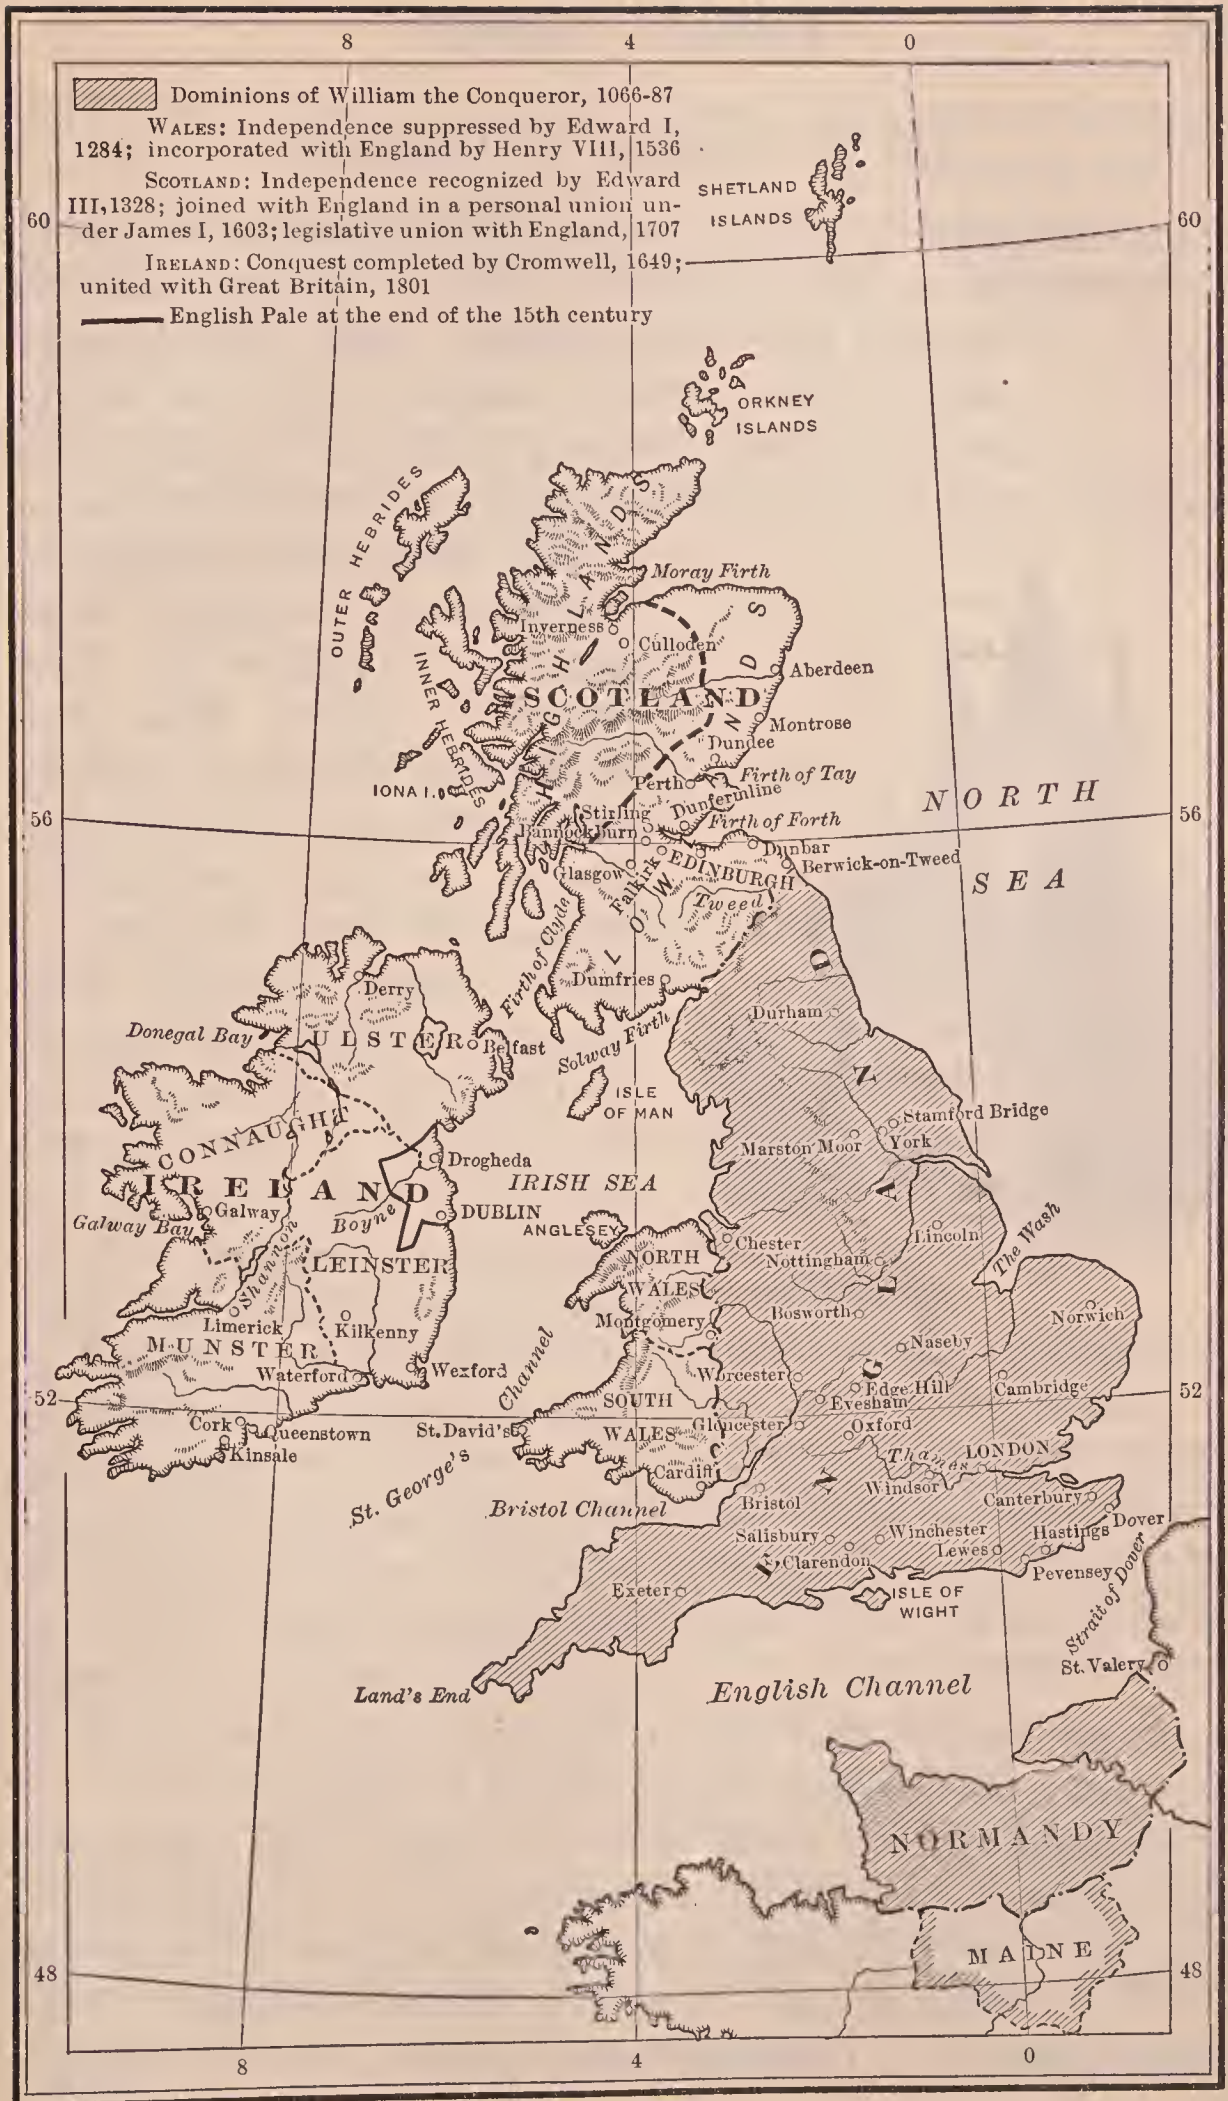 8 4 0
Dominions of William the Conqueror, 1066-87
WALES: Independence suppressed by Edward I,
1284; incorporated with England by Henry VIII, 1536
SCOTLAND: Independence recognized by Edward
III, 1328; joined with England in a personal union un-
der James I, 1603; legislative union with England, 1707
IRELAND: Conquest completed by Cromwell, 1649;
united with Great Britain, 1801
English Pale at the end of the 15th century
SHETLAND
ISLANDS
60 60
ORKNEY
ISLANDS
OUTER HEBRIDES
INNER HEBRIDES
HIGHLANDS
Moray Firth
Inverness
Culloden
Aberdeen
SCOTLAND
Montrose
Dundee
Perth
Firth of Tay
IONA I.
Dunfermline
Stirling
Firth of Forth
Bannockburn
NORTH
SEA
56 56
Dunbar
Berwick-on-Tweed
EDINBURGH
Glasgow
Falkirk
Tweed
LOWLANDS
Firth of Clyde
Dumfries
Solway Firth
Derry
Donegal Bay
ULSTER
Belfast
Durham
ISLE
OF MAN
CONNAUGHT
Stamford Bridge
York
Marston Moor
Drogheda
IRELAND
IRISH SEA
Galway
Galway Bay
Boyne
DUBLIN
ANGLESEY
Chester
Lincoln
The Wash
NORTH
WALES
Nottingham
Shannon
LEINSTER
Limerick
Kilkenny
Montgomery
Bosworth
Norwich
MUNSTER
Naseby
Waterford
Wexford
Worcester
Edge Hill
Cambridge
52 52
SOUTH
WALES
Evesham
Cork
Queenstown
Kinsale
St. David's
Gloucester
Oxford
Thames
LONDON
Cardiff
Windsor
St. George's Channel
Bristol Channel
Bristol
Canterbury
Dover
Salisbury
Winchester
Hastings
Lewes
Clarendon
Pevensey
ENGLAND
Exeter
ISLE OF
WIGHT
Strait of Dover
St. Valery
Land's End
English Channel
NORMANDY
MAINE
48 48
8 4 0